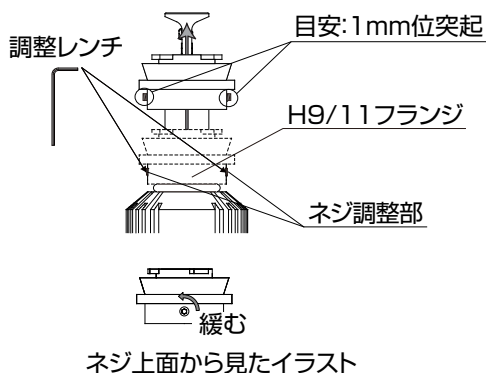 目安:1mm位突起
調整レンチ
H9/11フランジ
ネジ調整部
緩む
ネジ上面から見たイラスト